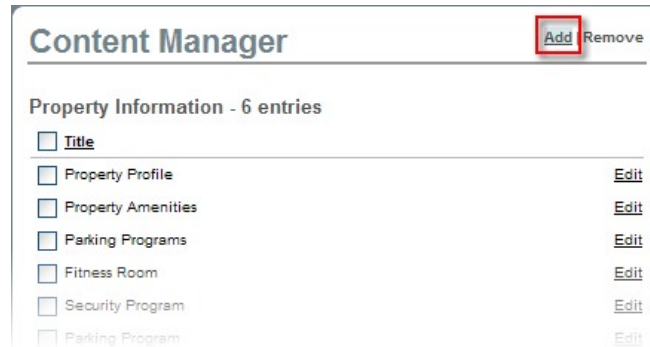 Content Manager
Add | Remove
Property Information - 6 entries
Title
Property Profile Edit
Property Amenities Edit
Parking Programs Edit
Fitness Room Edit
Security Program Edit
Parking Program Edit